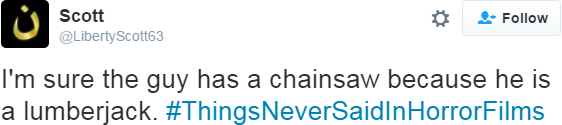 ن
Scott
@LibertyScott63
Follow
I'm sure the guy has a chainsaw because he is
a lumberjack. #ThingsNeverSaidInHorrorFilms